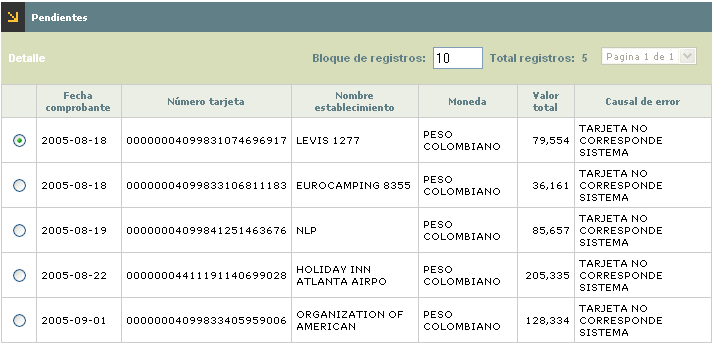 Pendientes
Detalle Bloque de registros: 10 Total registros: 5 Pagina 1 de 1
Fecha comprobante Número tarjeta Nombre establecimiento Moneda Valor total Causal de error
2005-08-18 00000004099831074696917 LEVIS 1277 PESO COLOMBIANO 79,554 TARJETA NO CORRESPONDE SISTEMA
2005-08-18 00000004099833106811183 EUROCAMPING 8355 PESO COLOMBIANO 36,161 TARJETA NO CORRESPONDE SISTEMA
2005-08-19 00000004099841251463676 NLP PESO COLOMBIANO 85,657 TARJETA NO CORRESPONDE SISTEMA
2005-08-22 00000004411191140699028 HOLIDAY INN ATLANTA AIRPO PESO COLOMBIANO 205,335 TARJETA NO CORRESPONDE SISTEMA
2005-09-01 00000004099833405959006 ORGANIZATION OF AMERICAN PESO COLOMBIANO 128,334 TARJETA NO CORRESPONDE SISTEMA